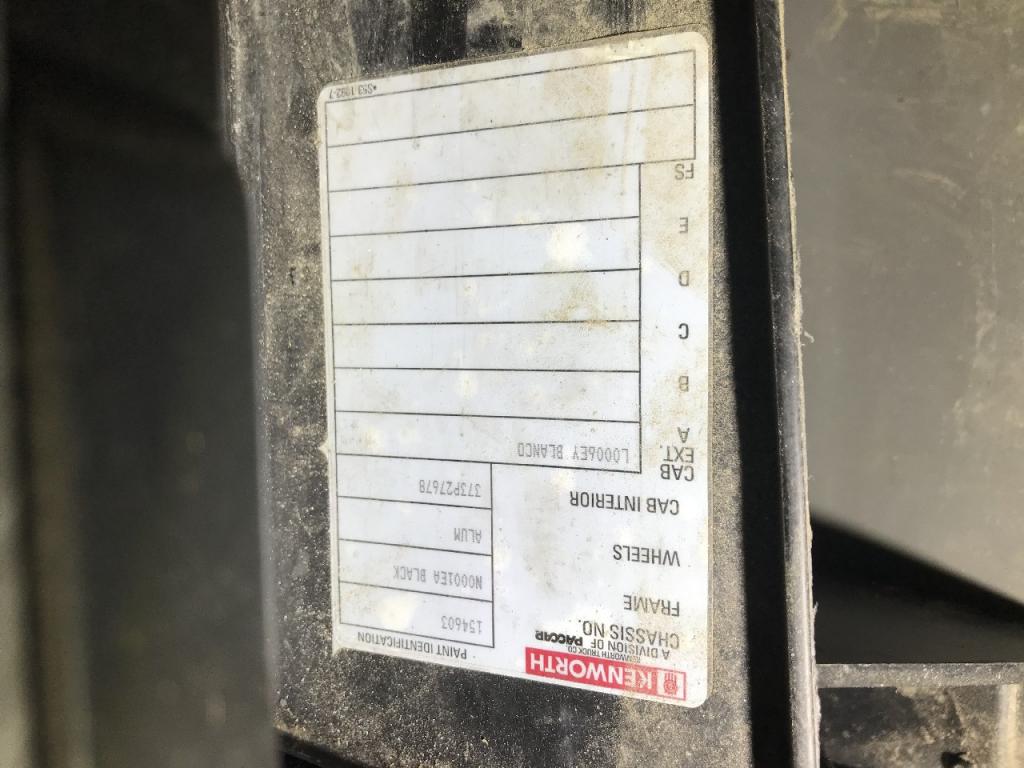 KENWORTH
KENWORTH TRUCK CO.
A DIVISION OF PACCAR
PAINT IDENTIFICATION
CHASSIS NO. 154603
FRAME N0001EA BLACK
WHEELS ALUM
CAB INTERIOR 373P27678
CAB
EXT.
A L0006EY BLANCO
B
C
D
E
FS